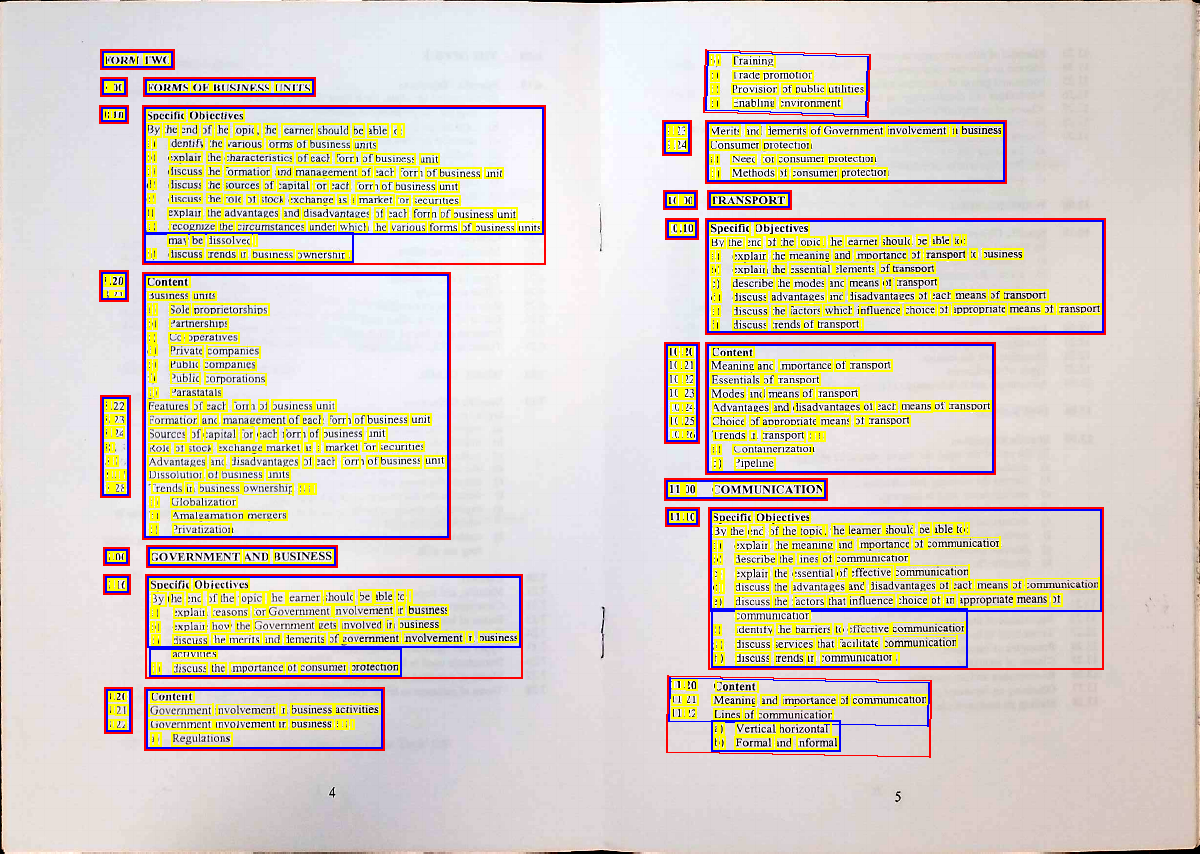 FORM TWO
FORMS OF BUSINESS UNITS
Specific Objectives
By the end of the topic, the learner should be able to:
identify the various forms of business units
explain the characteristics of each form of business unit
discuss the formation and management of each form of business unit
discuss the sources of capital for each form of business unit
discuss the role of stock exchange as a market for securities
explain the advantages and disadvantages of each form of business unit
recognize the circumstances under which the various forms of business units
may be dissolved
discuss trends in business ownership.
.20 Content
Business units
Sole proprietorships
Partnerships
Co-operatives
Private companies
Public companies
Public corporations
Parastatals
.22 Features of each form of business unit
.23 Formation and management of each form of business unit
.24 Sources of capital for each form of business unit
Role of stock exchange market as a market for securities
Advantages and disadvantages of each form of business unit
Dissolution of business units
.28 Trends in business ownership
Globalization
Amalgamation mergers
Privatization
GOVERNMENT AND BUSINESS
Specific Objectives
By the end of the topic the learner should be able to:
explain reasons for Government involvement in business
explain how the Government gets involved in business
discuss the merits and demerits of government involvement in business
activities
discuss the importance of consumer protection
.20 Content
.21 Government involvement in business activities
.22 Government involvement in business
Regulations
4
Training
Trade promotion
Provision of public utilities
Enabling environment
.23 Merits and demerits of Government involvement in business
.24 Consumer protection
Need for consumer protection
Methods of consumer protection
10.00 TRANSPORT
10.10 Specific Objectives
By the end of the topic, the learner should be able to:
explain the meaning and importance of transport to business
explain the essential elements of transport
describe the modes and means of transport
discuss advantages and disadvantages of each means of transport
discuss the factors which influence choice of appropriate means of transport
discuss trends of transport
10.20 Content
10.21 Meaning and importance of transport
10.22 Essentials of transport
10.23 Modes and means of transport
10.24 Advantages and disadvantages of each means of transport
10.25 Choice of appropriate means of transport
10.26 Trends in transport
Containerization
Pipeline
11.00 COMMUNICATION
11.10 Specific Objectives
By the end of the topic, the learner should be able to:
explain the meaning and importance of communication
describe the lines of communication
explain the essential of effective communication
discuss the advantages and disadvantages of each means of communication
discuss the factors that influence choice of an appropriate means of
communication
identify the barriers to effective communication
discuss services that facilitate communication
discuss trends in communication.
11.20 Content
11.21 Meaning and importance of communication
11.22 Lines of communication
Vertical horizontal
Formal and informal
5